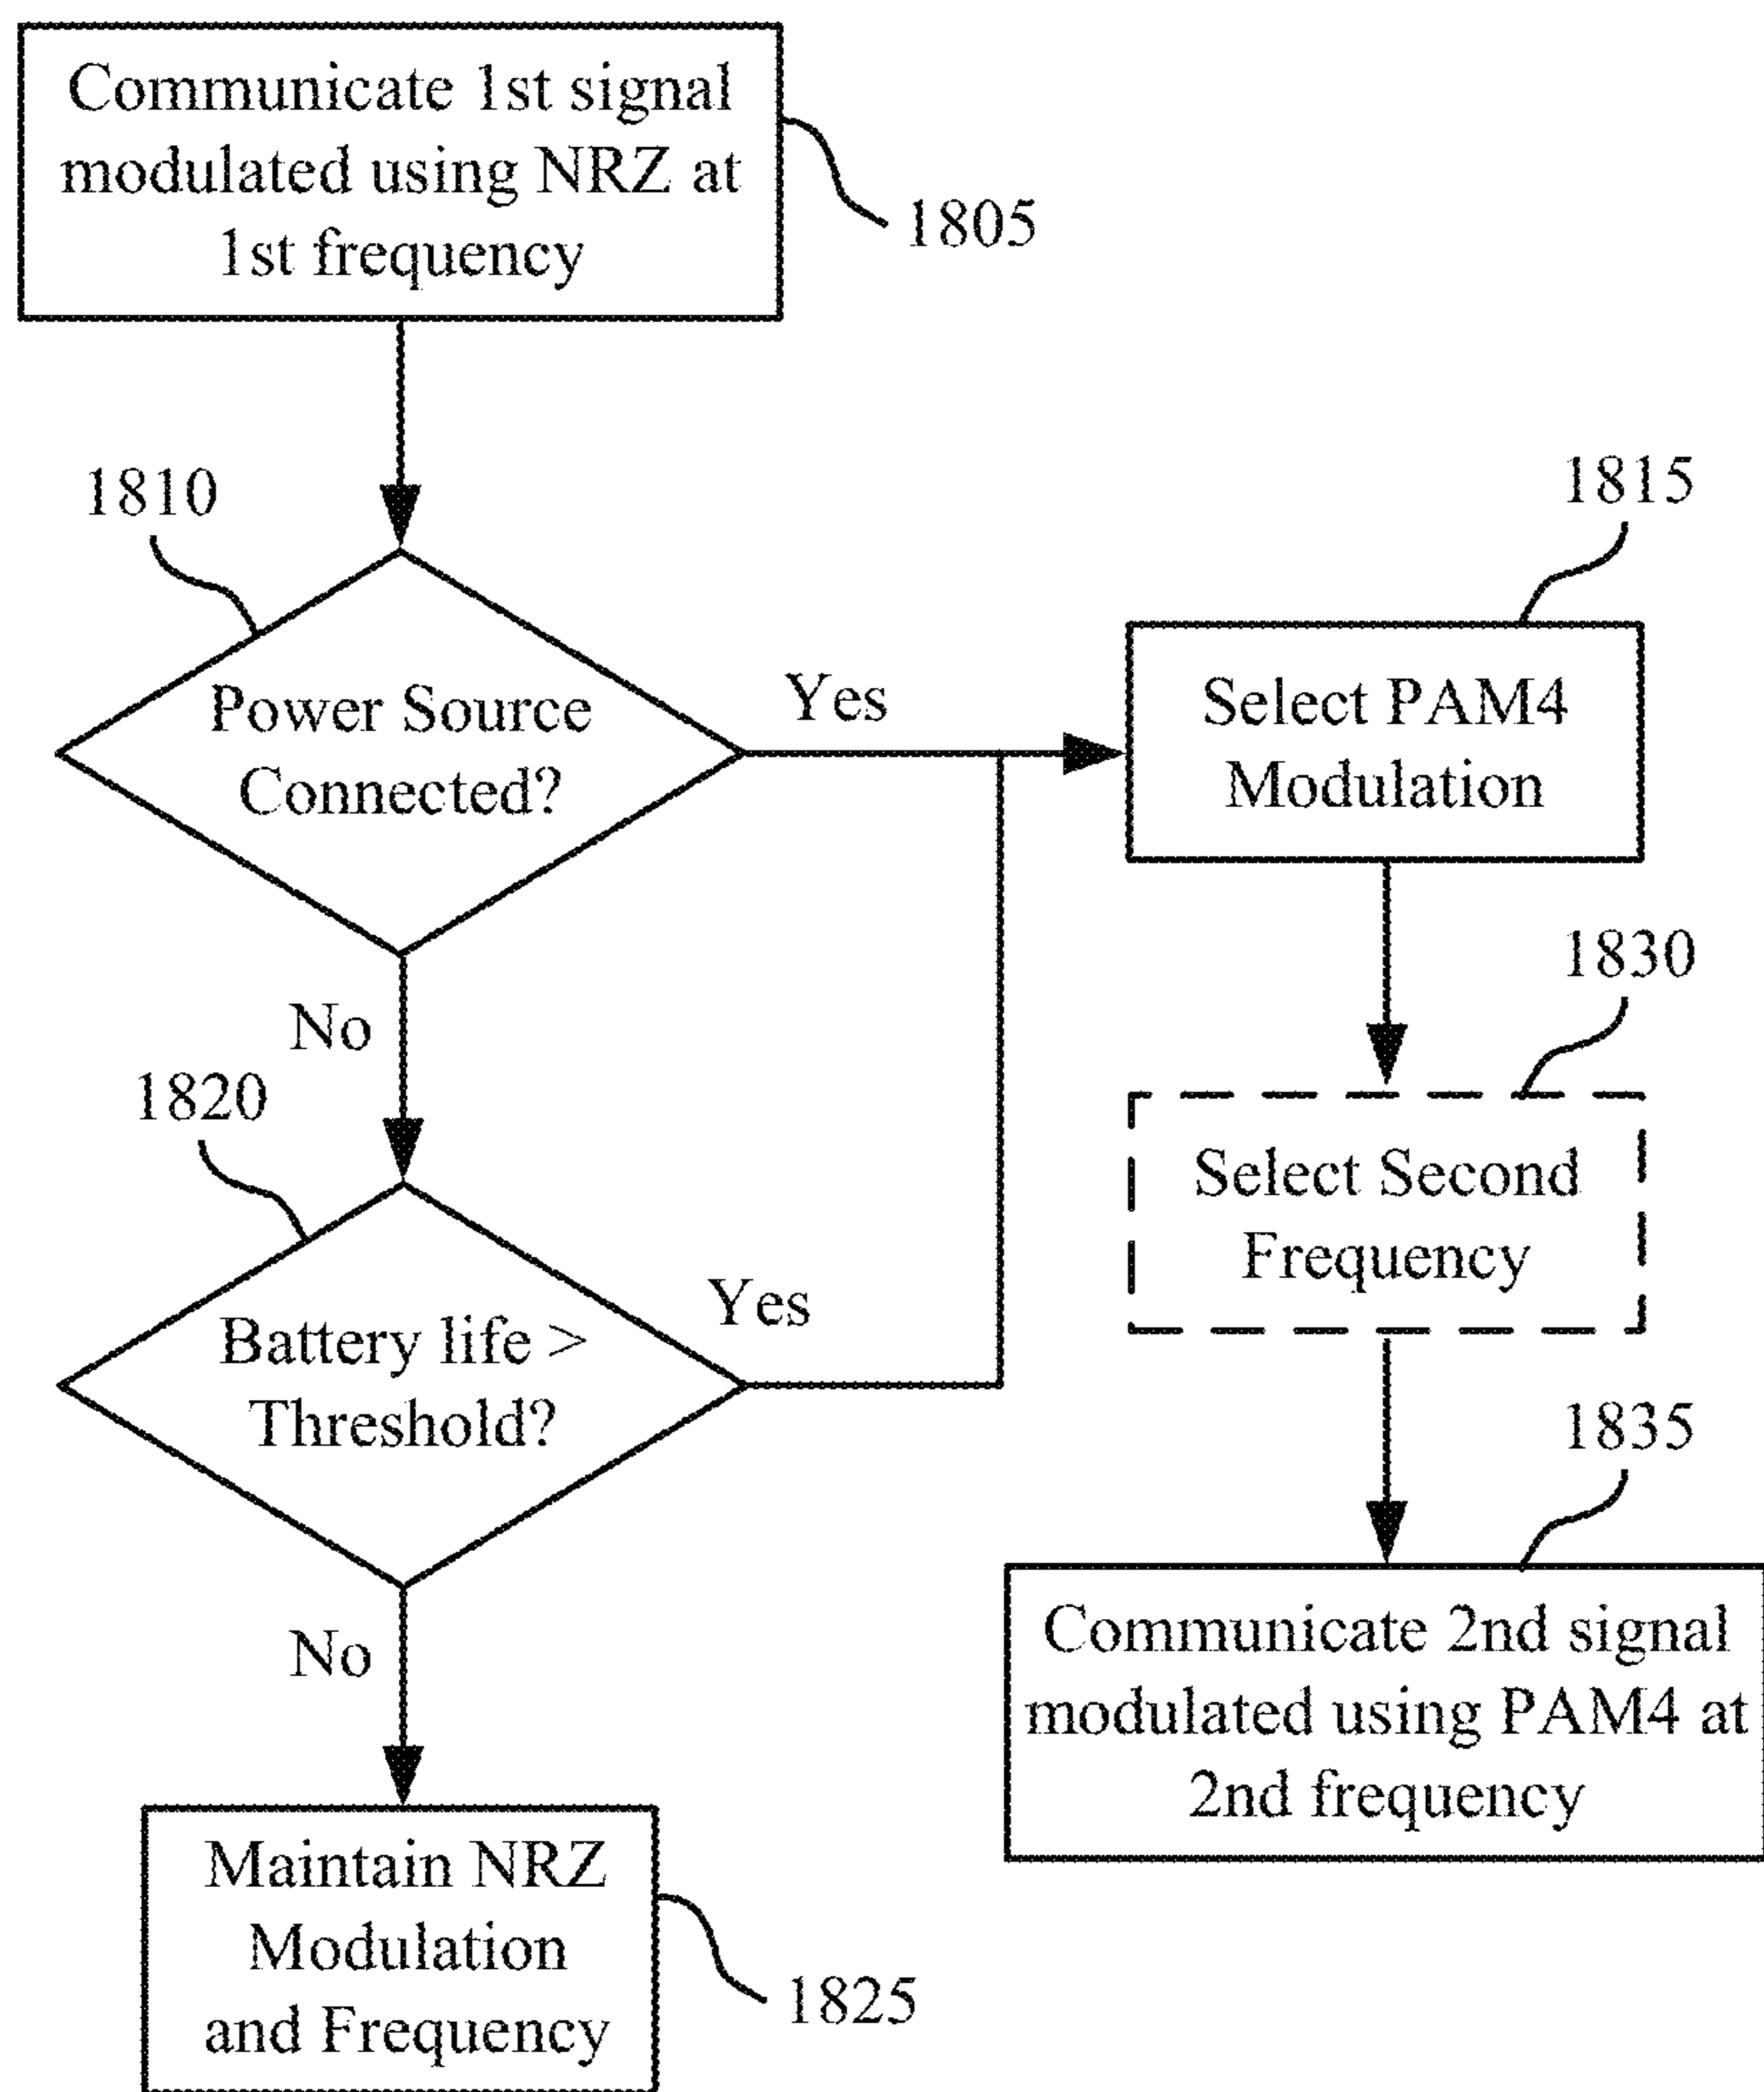 Communicate 1st signal
modulated using NRZ at
1st frequency
1805
1810
Power Source
Connected?
Yes
No
1815
Select PAM4
Modulation
1820
Battery life >
Threshold?
Yes
No
1830
Select Second
Frequency
1835
Communicate 2nd signal
modulated using PAM4 at
2nd frequency
Maintain NRZ
Modulation
and Frequency
1825